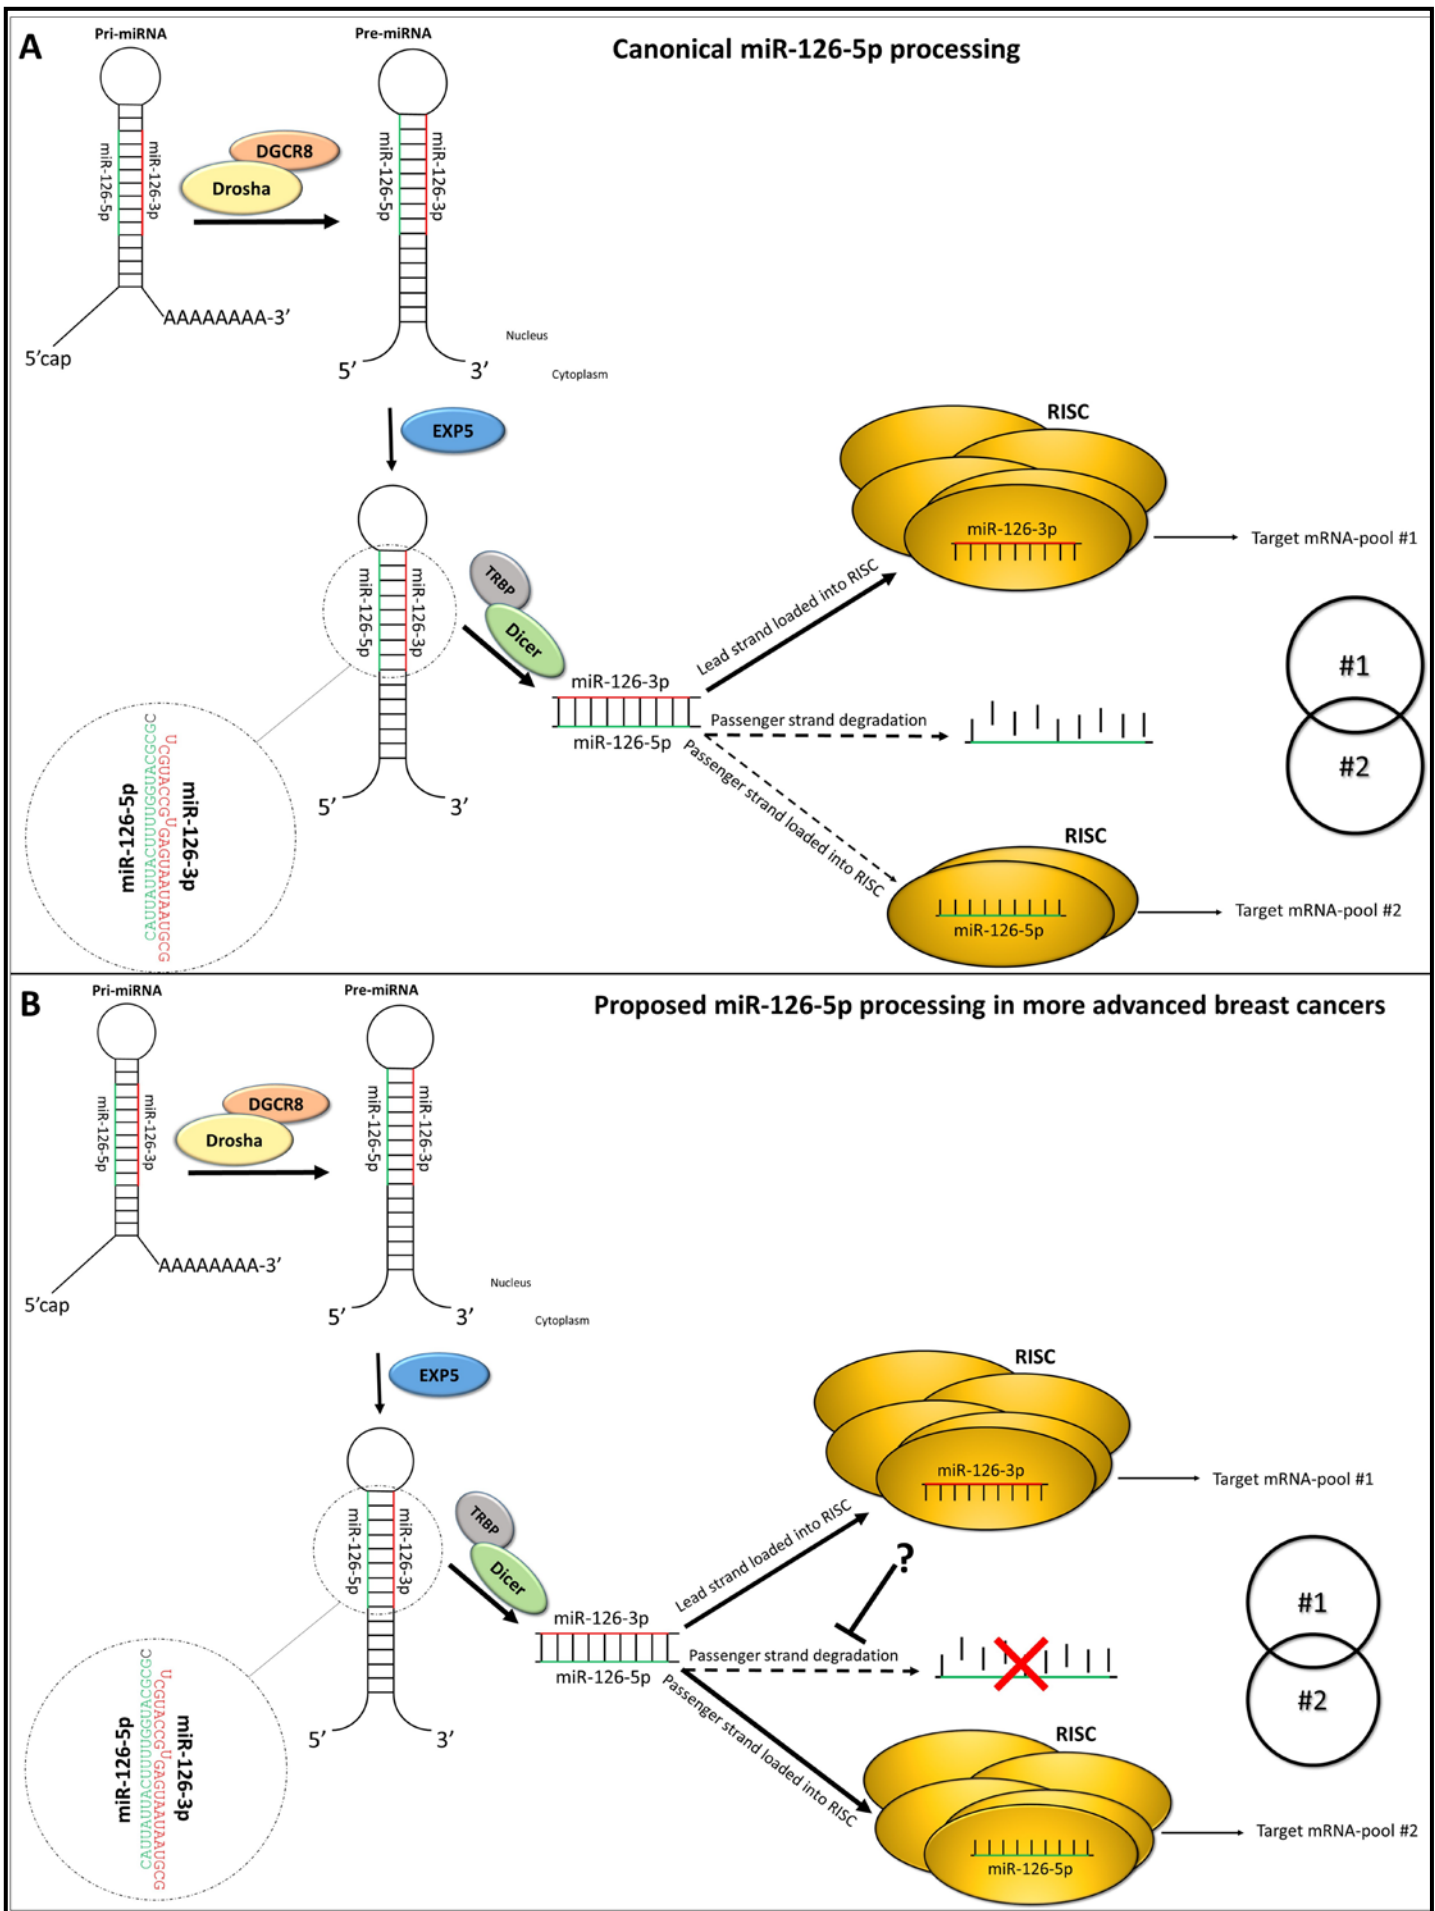 A
Canonical miR-126-5p processing
Pri-miRNA
Pre-miRNA
miR-126-5p
miR-126-3p
DGCR8
Drosha
miR-126-5p
miR-126-3p
AAAAAAAA-3’
5’cap
5’
3’
Nucleus
Cytoplasm
EXP5
RISC
miR-126-3p
Target mRNA-pool #1
miR-126-5p
miR-126-3p
TRBP
Dicer
Lead strand loaded into RISC
miR-126-3p
miR-126-5p
Passenger strand degradation
Passenger strand loaded into RISC
#1
#2
5’
3’
miR-126-5p
CAUUAUUACUUUUGGUACGCGC
UCGUACCGUGAGUAAUAAUGCG
miR-126-3p
RISC
miR-126-5p
Target mRNA-pool #2
B
Proposed miR-126-5p processing in more advanced breast cancers
Pri-miRNA
Pre-miRNA
miR-126-5p
miR-126-3p
DGCR8
Drosha
miR-126-5p
miR-126-3p
AAAAAAAA-3’
5’cap
5’
3’
Nucleus
Cytoplasm
EXP5
RISC
miR-126-3p
Target mRNA-pool #1
miR-126-5p
miR-126-3p
TRBP
Dicer
Lead strand loaded into RISC
?
miR-126-3p
miR-126-5p
Passenger strand degradation
Passenger strand loaded into RISC
#1
#2
5’
3’
miR-126-5p
CAUUAUUACUUUUGGUACGCGC
UCGUACCGUGAGUAAUAAUGCG
miR-126-3p
RISC
miR-126-5p
Target mRNA-pool #2